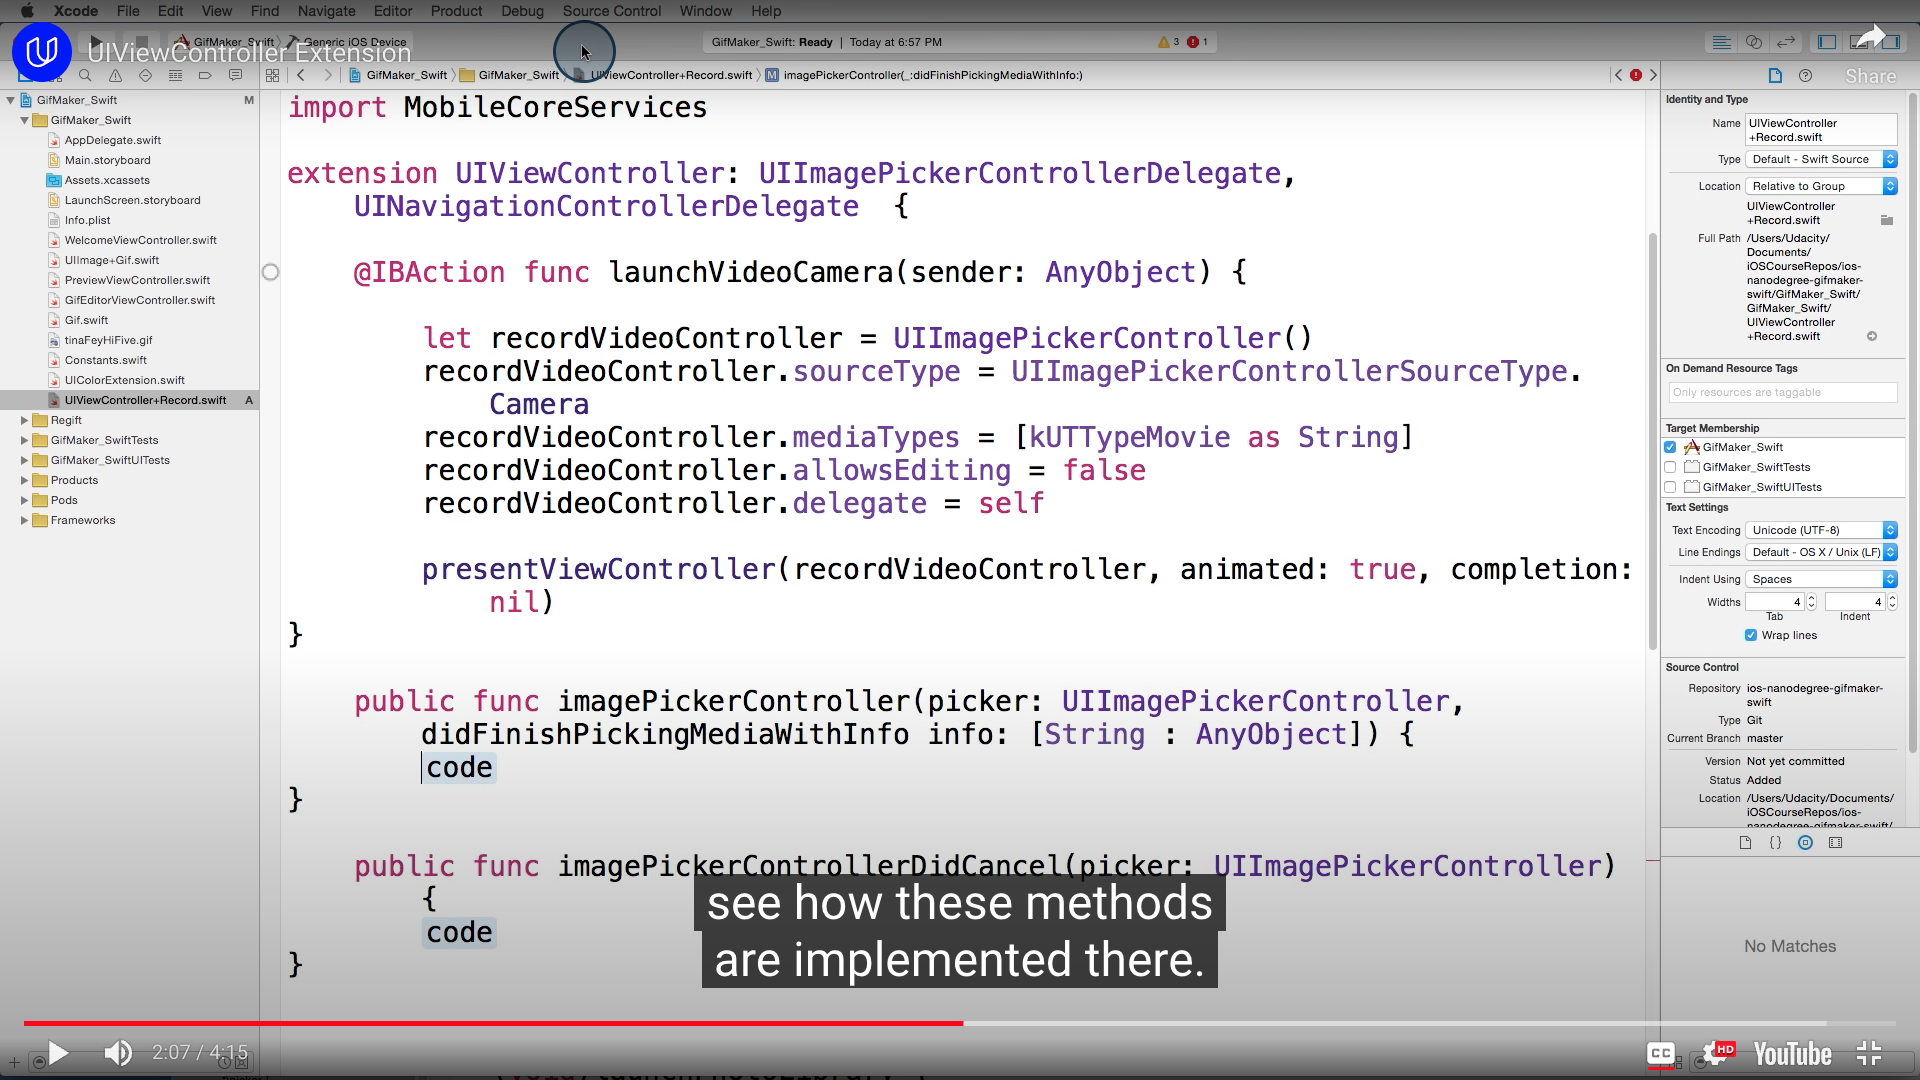 Xcode File Edit View Find Navigate Editor Product Debug Source Control Window Help
GifMaker_Swift Generic iOS Device
UIViewController Extension
GifMaker_Swift: Ready | Today at 6:57 PM
3 1
Share
GifMaker_Swift GifMaker_Swift UIViewController+Record.swift M imagePickerController(_:didFinishPickingMediaWithInfo:)
GifMaker_Swift M
GifMaker_Swift
AppDelegate.swift
Main.storyboard
Assets.xcassets
LaunchScreen.storyboard
Info.plist
WelcomeViewController.swift
UIImage+Gif.swift
PreviewViewController.swift
GifEditorViewController.swift
Gif.swift
tinaFeyHiFive.gif
Constants.swift
UIColorExtension.swift
UIViewController+Record.swift A
Regift
GifMaker_SwiftTests
GifMaker_SwiftUITests
Products
Pods
Frameworks
import MobileCoreServices
extension UIViewController: UIImagePickerControllerDelegate,
UINavigationControllerDelegate {
@IBAction func launchVideoCamera(sender: AnyObject) {
let recordVideoController = UIImagePickerController()
recordVideoController.sourceType = UIImagePickerControllerSourceType.
Camera
recordVideoController.mediaTypes = [kUTTypeMovie as String]
recordVideoController.allowsEditing = false
recordVideoController.delegate = self
presentViewController(recordVideoController, animated: true, completion:
nil)
}
public func imagePickerController(picker: UIImagePickerController,
didFinishPickingMediaWithInfo info: [String : AnyObject]) {
code
}
public func imagePickerControllerDidCancel(picker: UIImagePickerController)
{
code
}
see how these methods
are implemented there.
Identity and Type
Name UIViewController
+Record.swift
Type Default - Swift Source
Location Relative to Group
UIViewController
+Record.swift
Full Path /Users/Udacity/
Documents/
iOSCourseRepos/ios-
nanodegree-gifmaker-
swift/GifMaker_Swift/
GifMaker_Swift/
UIViewController
+Record.swift
On Demand Resource Tags
Only resources are taggable
Target Membership
GifMaker_Swift
GifMaker_SwiftTests
GifMaker_SwiftUITests
Text Settings
Text Encoding Unicode (UTF-8)
Line Endings Default - OS X / Unix (LF)
Indent Using Spaces
Widths 4 4
Tab Indent
Wrap lines
Source Control
Repository ios-nanodegree-gifmaker-
swift
Type Git
Current Branch master
Version Not yet committed
Status Added
Location /Users/Udacity/Documents/
iOSCourseRepos/ios-
nanodegree-gifmaker-swift/
No Matches
2:07 / 4:15
CC HD YouTube